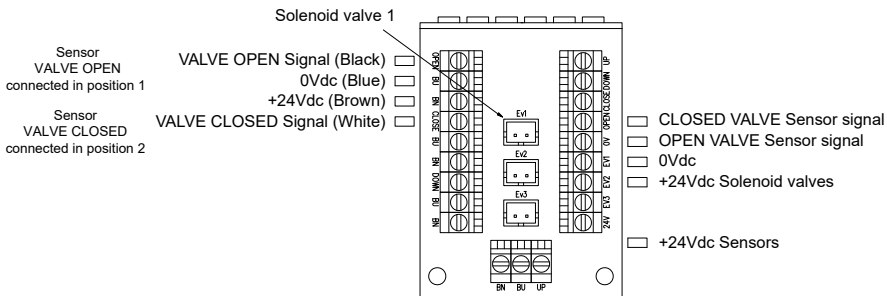 Solenoid valve 1
Sensor
VALVE OPEN
connected in position 1
Sensor
VALVE CLOSED
connected in position 2
VALVE OPEN Signal (Black)
0Vdc (Blue)
+24Vdc (Brown)
VALVE CLOSED Signal (White)
OPEN
BU
BN
CLOSE
BU
BN
DOWN
BU
BN
Ev1
Ev2
Ev3
UP
DOWN
CLOSE
OPEN
0V
EV1
EV2
EV3
24V
BN BU UP
CLOSED VALVE Sensor signal
OPEN VALVE Sensor signal
0Vdc
+24Vdc Solenoid valves
+24Vdc Sensors